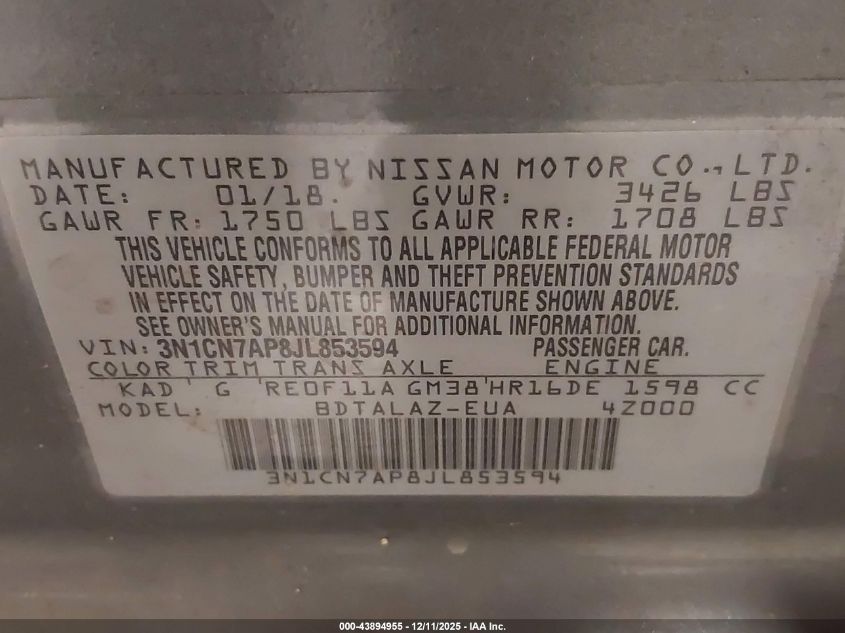 MANUFACTURED BY NISSAN MOTOR CO., LTD.
DATE: 01/18. GVWR: 3426 LBS
GAWR FR: 1750 LBS GAWR RR: 1708 LBS
THIS VEHICLE CONFORMS TO ALL APPLICABLE FEDERAL MOTOR
VEHICLE SAFETY, BUMPER AND THEFT PREVENTION STANDARDS
IN EFFECT ON THE DATE OF MANUFACTURE SHOWN ABOVE.
SEE OWNER'S MANUAL FOR ADDITIONAL INFORMATION.
VIN: 3N1CN7AP8JL853594 PASSENGER CAR.
COLOR TRIM TRANS AXLE ENGINE
KAD G RE0F11A GM38 HR16DE 1598 CC
MODEL: BDTALAZ-EUA 4Z000
3N1CN7AP8JL853594
000-43894955 - 12/11/2025 - IAA Inc.